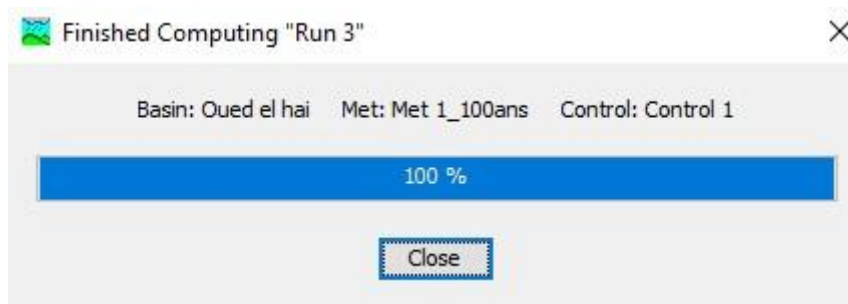 Finished Computing "Run 3"
Basin: Oued el hai Met: Met 1_100ans Control: Control 1
100 %
Close